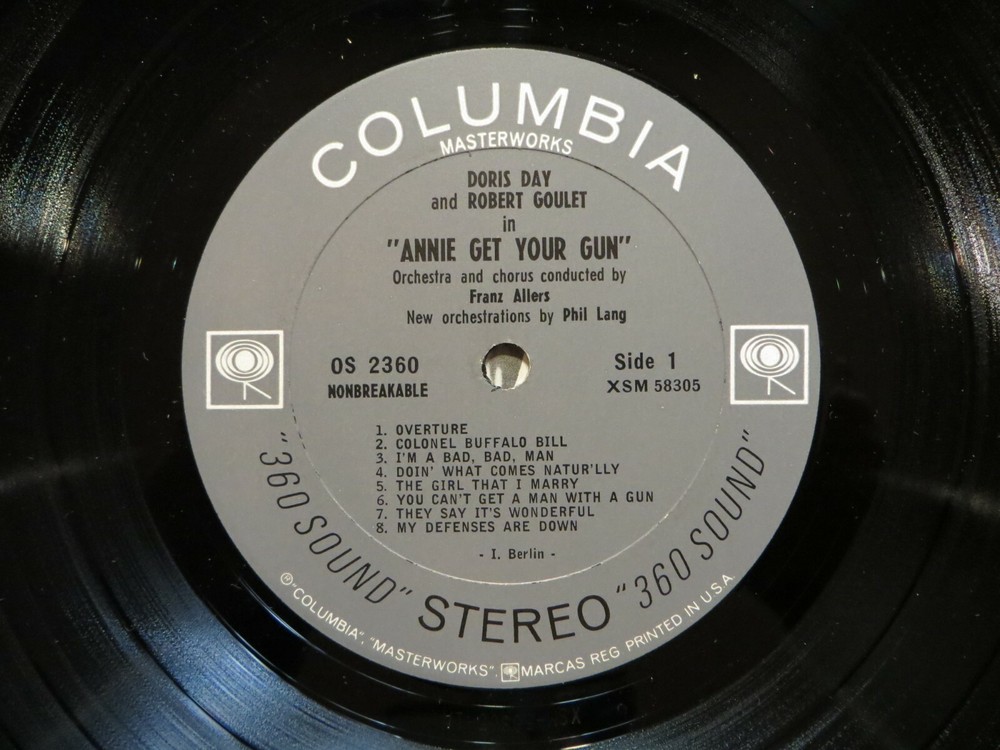 COLUMBIA
MASTERWORKS
DORIS DAY
and ROBERT GOULET
in
"ANNIE GET YOUR GUN"
Orchestra and chorus conducted by
Franz Allers
New orchestrations by Phil Lang
OS 2360
NONBREAKABLE
Side 1
XSM 58305
1. OVERTURE
2. COLONEL BUFFALO BILL
3. I'M A BAD, BAD, MAN
4. DOIN' WHAT COMES NATUR'LLY
5. THE GIRL THAT I MARRY
6. YOU CAN'T GET A MAN WITH A GUN
7. THEY SAY IT'S WONDERFUL
8. MY DEFENSES ARE DOWN
- I. Berlin -
"360 SOUND" STEREO "360 SOUND"
"COLUMBIA", "MASTERWORKS", MARCAS REG. PRINTED IN U.S.A.